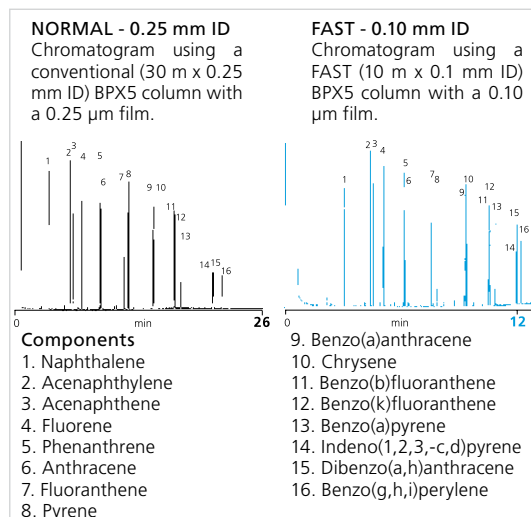 NORMAL - 0.25 mm ID
Chromatogram using a
conventional (30 m x 0.25
mm ID) BPX5 column with
a 0.25 µm film.
FAST - 0.10 mm ID
Chromatogram using a
FAST (10 m x 0.1 mm ID)
BPX5 column with a 0.10
µm film.
1
2
3
4
5
6
7
8
9 10
11
12
13
14 15
16
0 min 26
1
2 3
4
5
6
7 8
9
10
11
12
13
14
15
16
0 min 12
Components
1. Naphthalene
2. Acenaphthylene
3. Acenaphthene
4. Fluorene
5. Phenanthrene
6. Anthracene
7. Fluoranthene
8. Pyrene
9. Benzo(a)anthracene
10. Chrysene
11. Benzo(b)fluoranthene
12. Benzo(k)fluoranthene
13. Benzo(a)pyrene
14. Indeno(1,2,3,-c,d)pyrene
15. Dibenzo(a,h)anthracene
16. Benzo(g,h,i)perylene